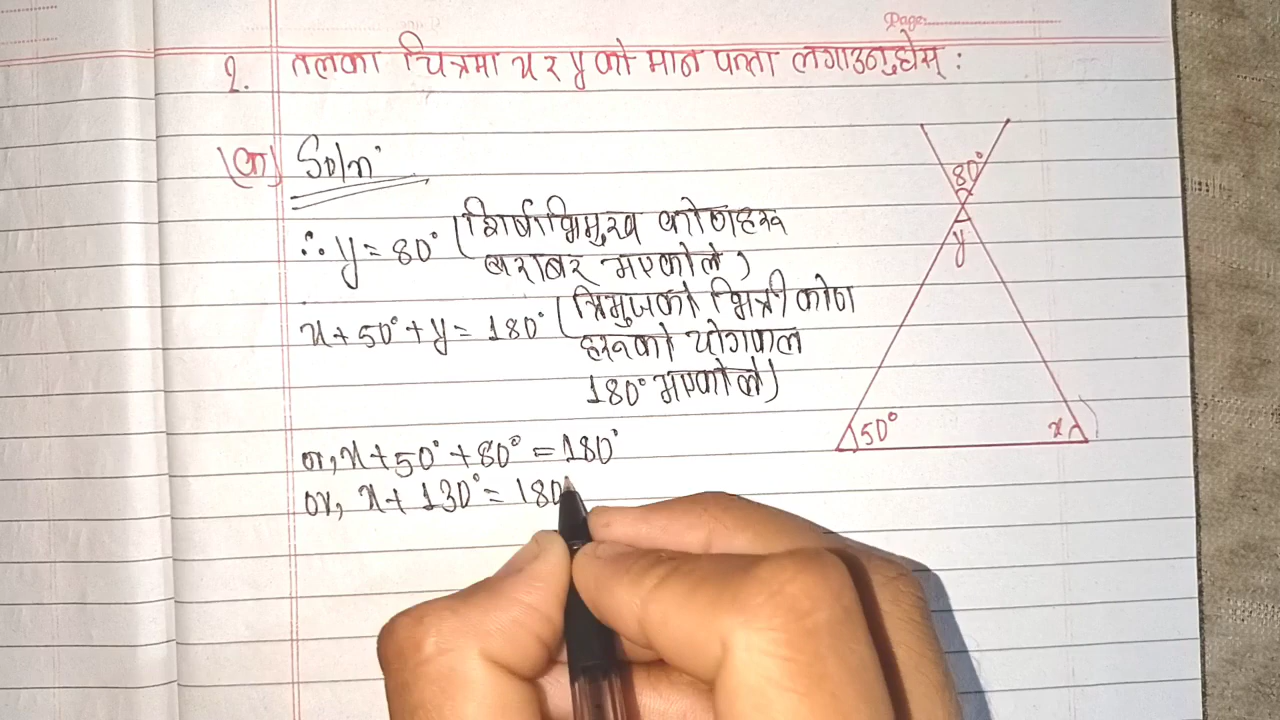 Page:
2. तलका चित्रमा x र y को मान पत्ता लगाउनुहोस् :
(क) Soln
80°
∴ y = 80° (शिर्षाभिमुख कोणहरू
बराबर भएकोले)
y
x + 50° + y = 180° (त्रिभुजको भित्री कोण
हरूको योगफल
180° भएकोले)
50° x
or, x + 50° + 80° = 180°
or, x + 130° = 180